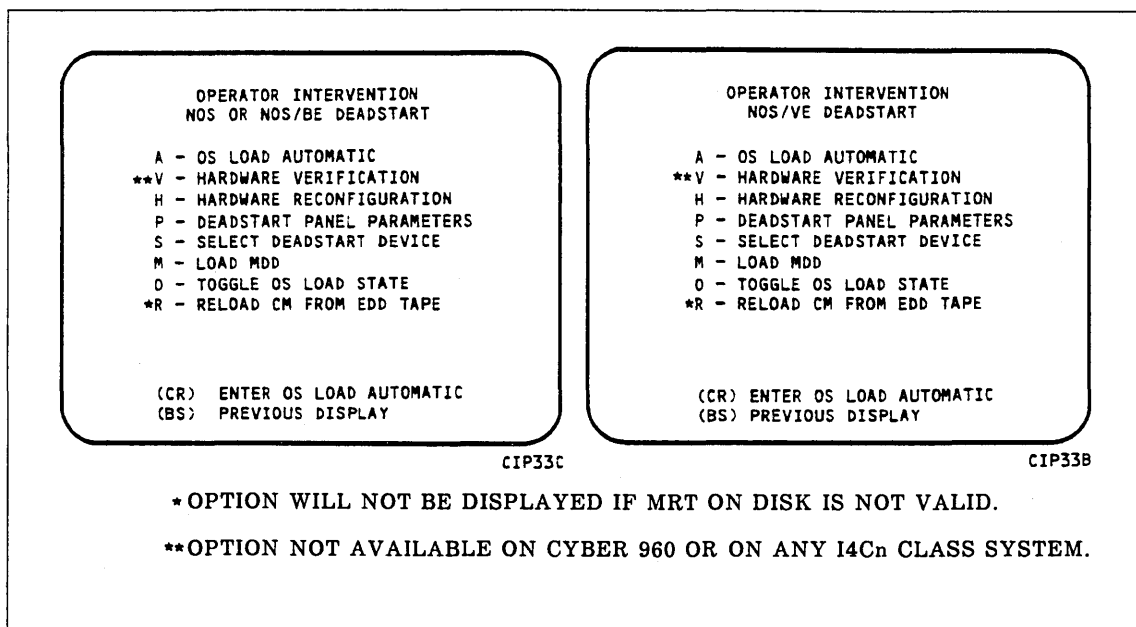 OPERATOR INTERVENTION
NOS OR NOS/BE DEADSTART
A - OS LOAD AUTOMATIC
**V - HARDWARE VERIFICATION
H - HARDWARE RECONFIGURATION
P - DEADSTART PANEL PARAMETERS
S - SELECT DEADSTART DEVICE
M - LOAD MDD
O - TOGGLE OS LOAD STATE
*R - RELOAD CM FROM EDD TAPE
(CR) ENTER OS LOAD AUTOMATIC
(BS) PREVIOUS DISPLAY
CIP33C
OPERATOR INTERVENTION
NOS/VE DEADSTART
A - OS LOAD AUTOMATIC
**V - HARDWARE VERIFICATION
H - HARDWARE RECONFIGURATION
P - DEADSTART PANEL PARAMETERS
S - SELECT DEADSTART DEVICE
M - LOAD MDD
O - TOGGLE OS LOAD STATE
*R - RELOAD CM FROM EDD TAPE
(CR) ENTER OS LOAD AUTOMATIC
(BS) PREVIOUS DISPLAY
CIP33B
*OPTION WILL NOT BE DISPLAYED IF MRT ON DISK IS NOT VALID.
**OPTION NOT AVAILABLE ON CYBER 960 OR ON ANY I4Cn CLASS SYSTEM.